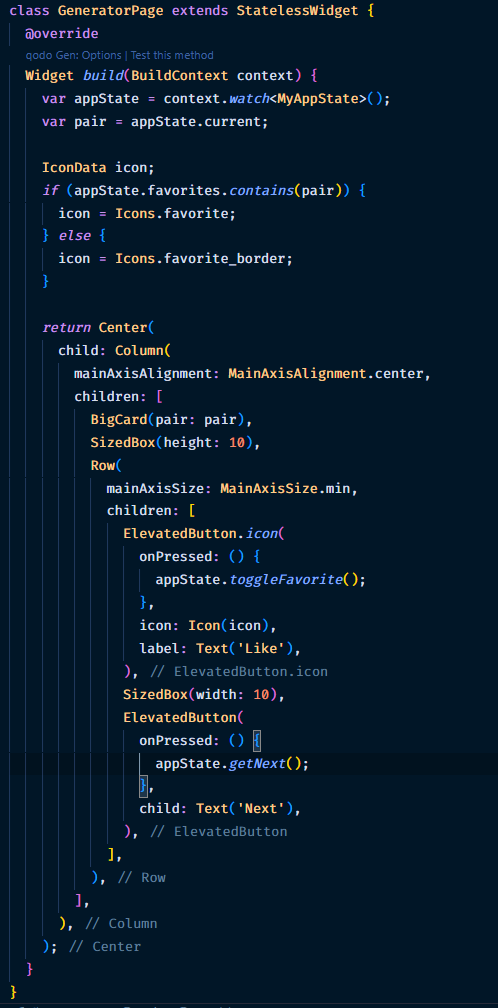 class GeneratorPage extends StatelessWidget {
  @override
  qodo Gen: Options | Test this method
  Widget build(BuildContext context) {
    var appState = context.watch<MyAppState>();
    var pair = appState.current;

    IconData icon;
    if (appState.favorites.contains(pair)) {
      icon = Icons.favorite;
    } else {
      icon = Icons.favorite_border;
    }

    return Center(
      child: Column(
        mainAxisAlignment: MainAxisAlignment.center,
        children: [
          BigCard(pair: pair),
          SizedBox(height: 10),
          Row(
            mainAxisSize: MainAxisSize.min,
            children: [
              ElevatedButton.icon(
                onPressed: () {
                  appState.toggleFavorite();
                },
                icon: Icon(icon),
                label: Text('Like'),
              ), // ElevatedButton.icon
              SizedBox(width: 10),
              ElevatedButton(
                onPressed: () {
                  appState.getNext();
                },
                child: Text('Next'),
              ), // ElevatedButton
            ],
          ), // Row
        ],
      ), // Column
    ); // Center
  }
}